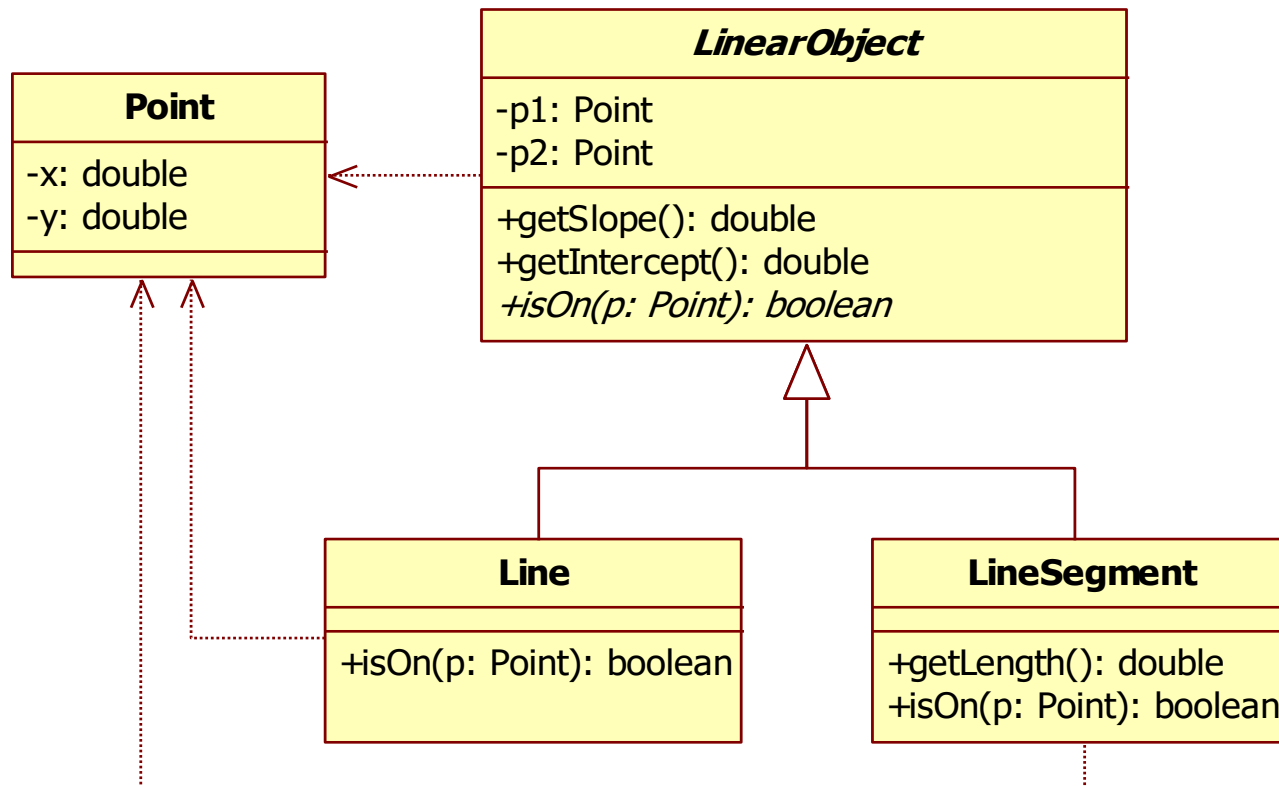 LinearObject
-p1: Point
-p2: Point
+getSlope(): double
+getIntercept(): double
+isOn(p: Point): boolean
Point
-x: double
-y: double
Line
+isOn(p: Point): boolean
LineSegment
+getLength(): double
+isOn(p: Point): boolean